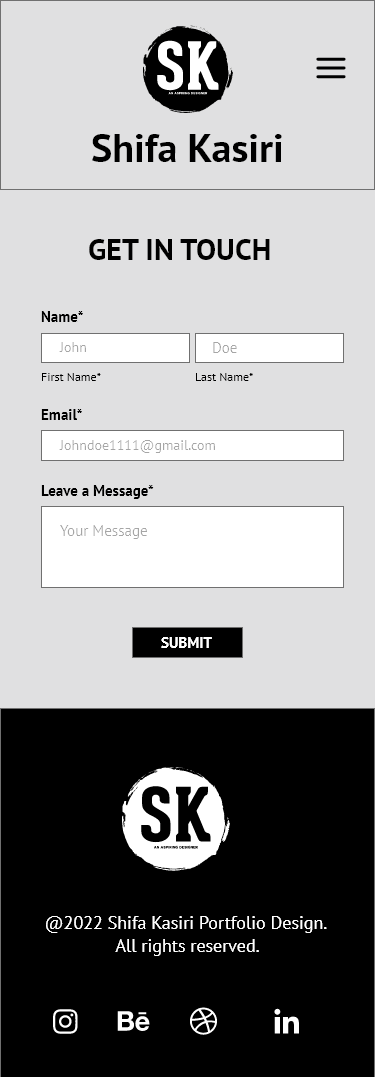 SK
AN ASPIRING DESIGNER
Shifa Kasiri
GET IN TOUCH
Name*
John Doe
First Name* Last Name*
Email*
Johndoe1111@gmail.com
Leave a Message*
Your Message
SUBMIT
SK
AN ASPIRING DESIGNER
@2022 Shifa Kasiri Portfolio Design.
All rights reserved.
Bē in